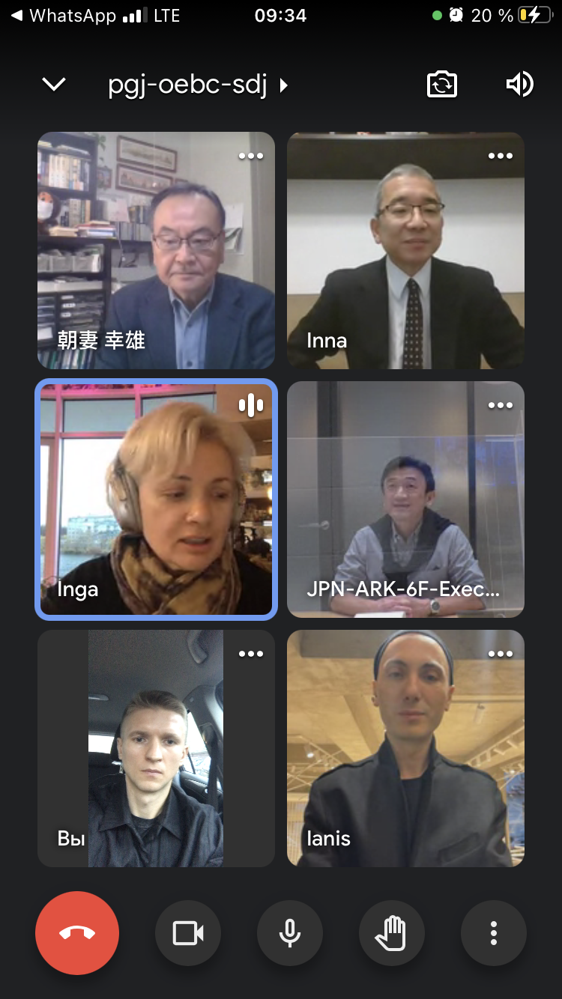 WhatsApp LTE 09:34 20 %
pgj-oebc-sdj
朝妻 幸雄
Inna
Inga
JPN-ARK-6F-Exec...
Вы
Ianis